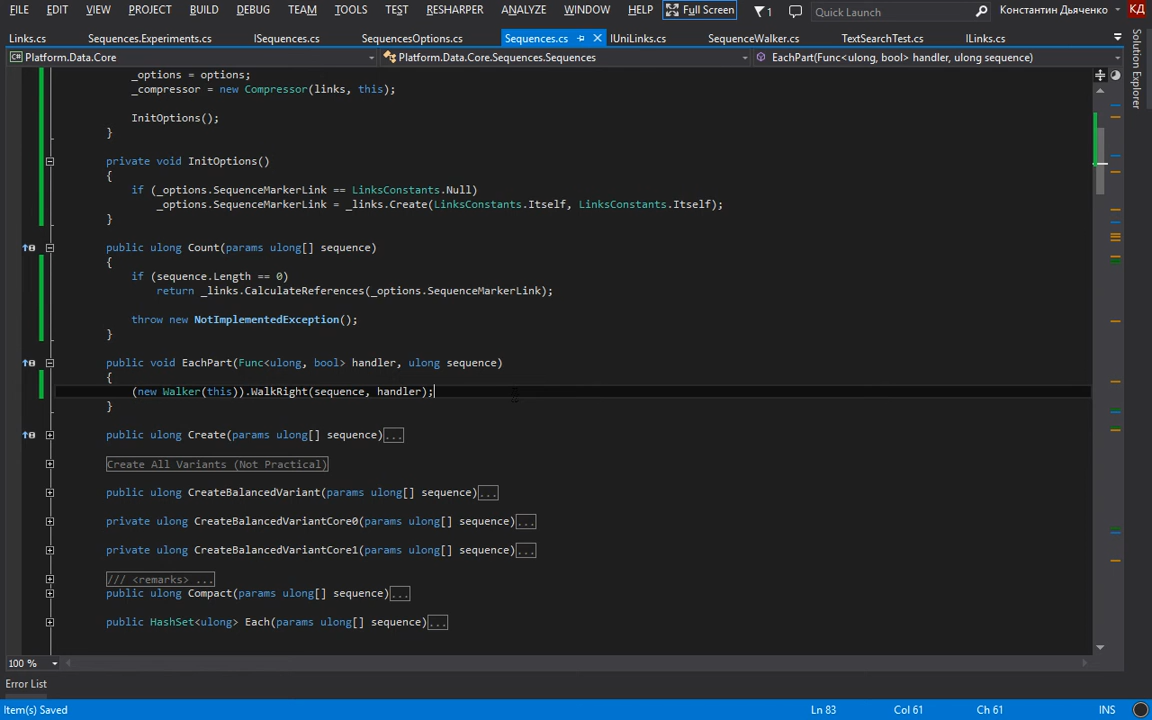 FILE EDIT VIEW PROJECT BUILD DEBUG TEAM TOOLS TEST RESHARPER ANALYZE WINDOW HELP Full Screen 1 Quick Launch Константин Дьяченко КД
Links.cs Sequences.Experiments.cs ISequences.cs SequencesOptions.cs Sequences.cs IUniLinks.cs SequenceWalker.cs TextSearchTest.cs ILinks.cs
Platform.Data.Core Platform.Data.Core.Sequences.Sequences EachPart(Func<ulong, bool> handler, ulong sequence)
Solution Explorer
_options = options;
_compressor = new Compressor(links, this);
InitOptions();
}
private void InitOptions()
{
if (_options.SequenceMarkerLink == LinksConstants.Null)
_options.SequenceMarkerLink = _links.Create(LinksConstants.Itself, LinksConstants.Itself);
}
public ulong Count(params ulong[] sequence)
{
if (sequence.Length == 0)
return _links.CalculateReferences(_options.SequenceMarkerLink);
throw new NotImplementedException();
}
public void EachPart(Func<ulong, bool> handler, ulong sequence)
{
(new Walker(this)).WalkRight(sequence, handler);
}
public ulong Create(params ulong[] sequence)...
Create All Variants (Not Practical)
public ulong CreateBalancedVariant(params ulong[] sequence)...
private ulong CreateBalancedVariantCore0(params ulong[] sequence)...
private ulong CreateBalancedVariantCore1(params ulong[] sequence)...
/// <remarks> ...
public ulong Compact(params ulong[] sequence)...
public HashSet<ulong> Each(params ulong[] sequence)...
100 %
Error List
Item(s) Saved Ln 83 Col 61 Ch 61 INS